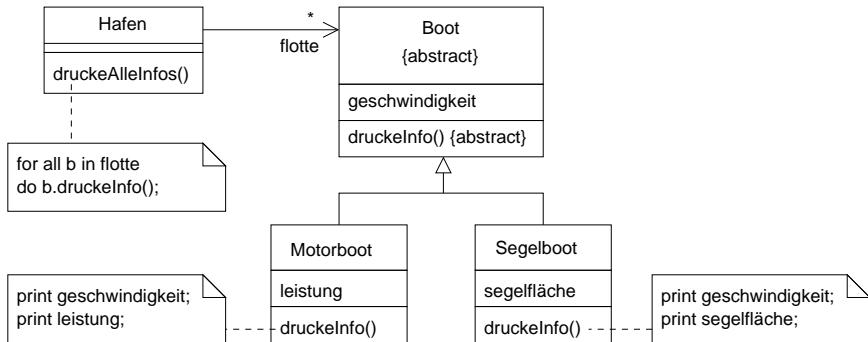 Hafen
druckeAlleInfos()
*
flotte
Boot
{abstract}
geschwindigkeit
druckeInfo() {abstract}
for all b in flotte
do b.druckeInfo();
Motorboot
leistung
druckeInfo()
Segelboot
segelfläche
druckeInfo()
print geschwindigkeit;
print leistung;
print geschwindigkeit;
print segelfläche;